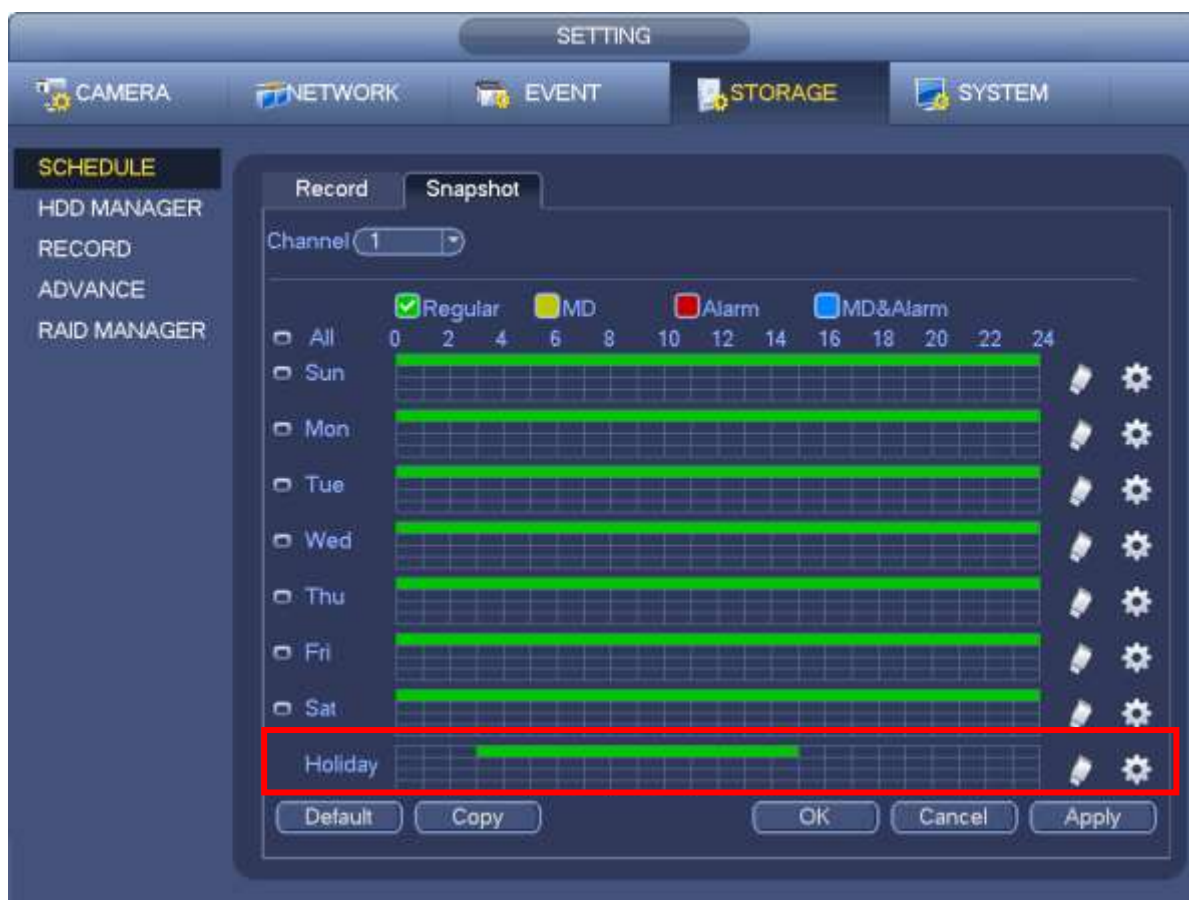 SETTING
CAMERA NETWORK EVENT STORAGE SYSTEM
SCHEDULE
HDD MANAGER
RECORD
ADVANCE
RAID MANAGER
Record Snapshot
Channel 1
Regular MD Alarm MD&Alarm
All 0 2 4 6 8 10 12 14 16 18 20 22 24
Sun
Mon
Tue
Wed
Thu
Fri
Sat
Holiday
Default Copy OK Cancel Apply